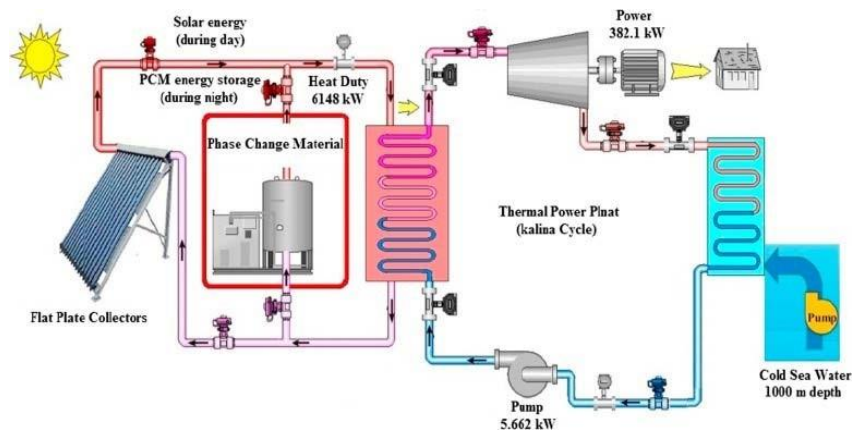 Solar energy
(during day)
PCM energy storage
(during night)
Heat Duty
6148 kW
Power
382.1 kW
Phase Change Material
Thermal Power Plnat
(kalina Cycle)
Flat Plate Collectors
Pump
Cold Sea Water
1000 m depth
Pump
5.662 kW